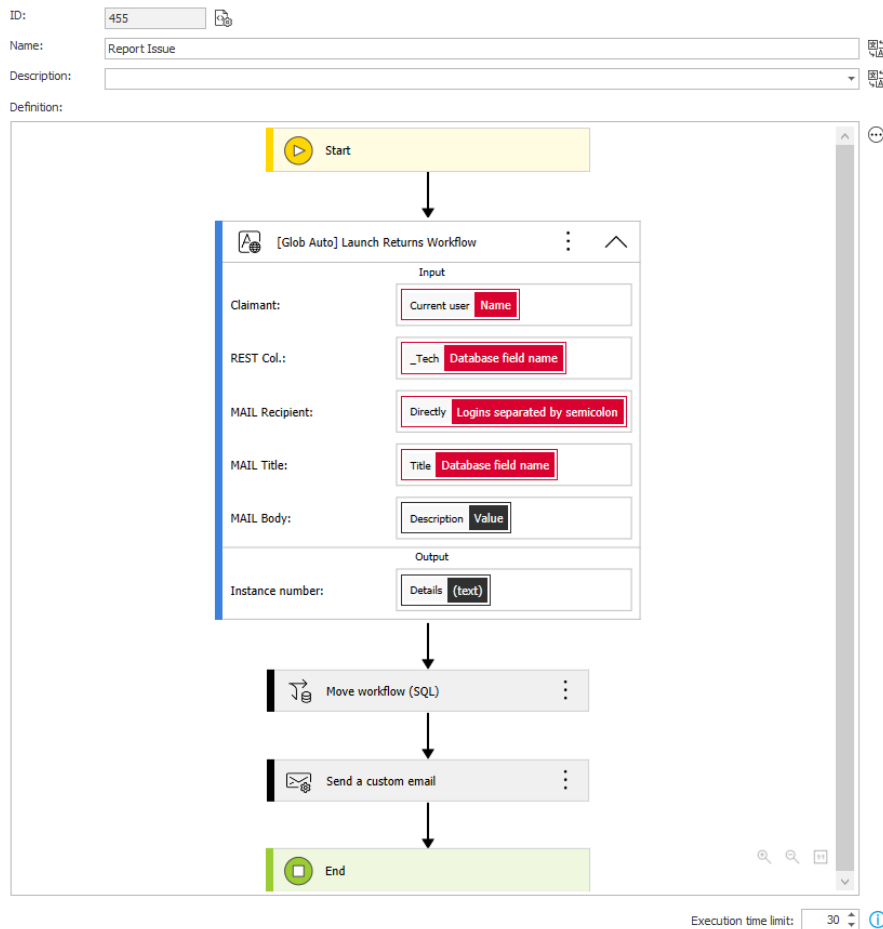 ID: 455
Name: Report Issue
Description:
Definition:
Start
[Glob Auto] Launch Returns Workflow
Input
Claimant: Current user Name
REST Col.: _Tech Database field name
MAIL Recipient: Directly Logins separated by semicolon
MAIL Title: Title Database field name
MAIL Body: Description Value
Output
Instance number: Details (text)
Move workflow (SQL)
Send a custom email
End
Execution time limit: 30